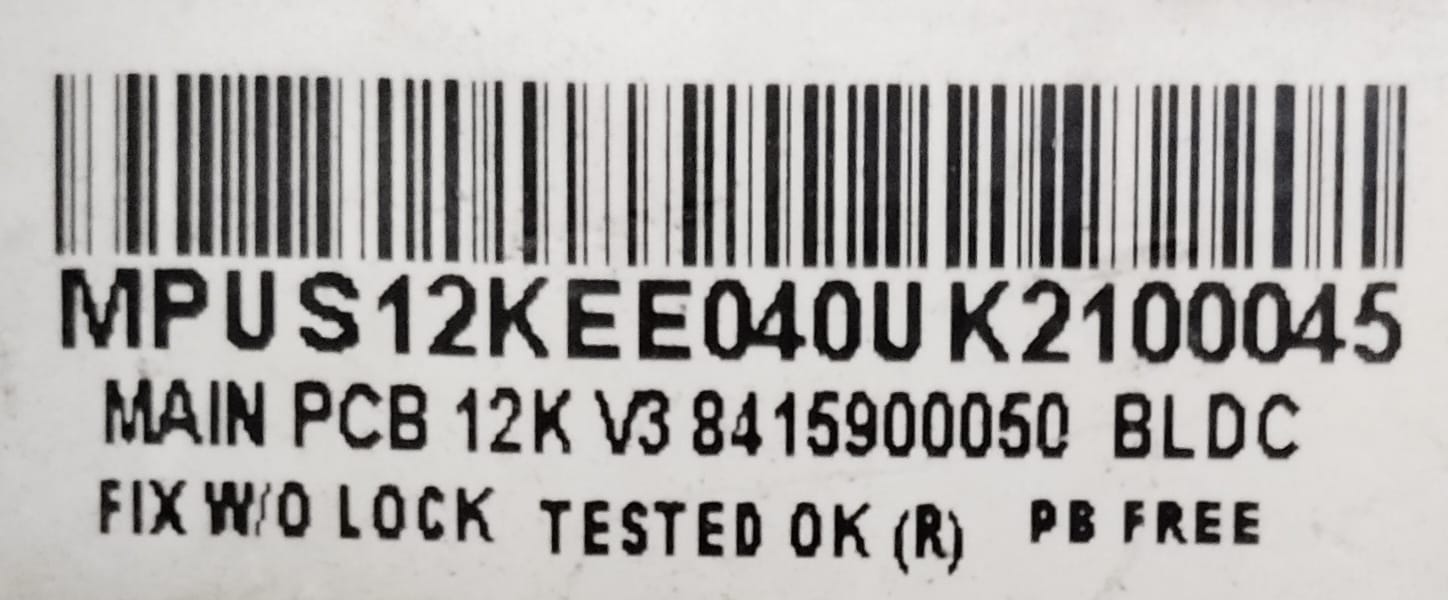 MPUS12KEE040UK2100045
MAIN PCB 12K V3 8415900050 BLDC
FIX W/O LOCK TESTED OK (R) PB FREE